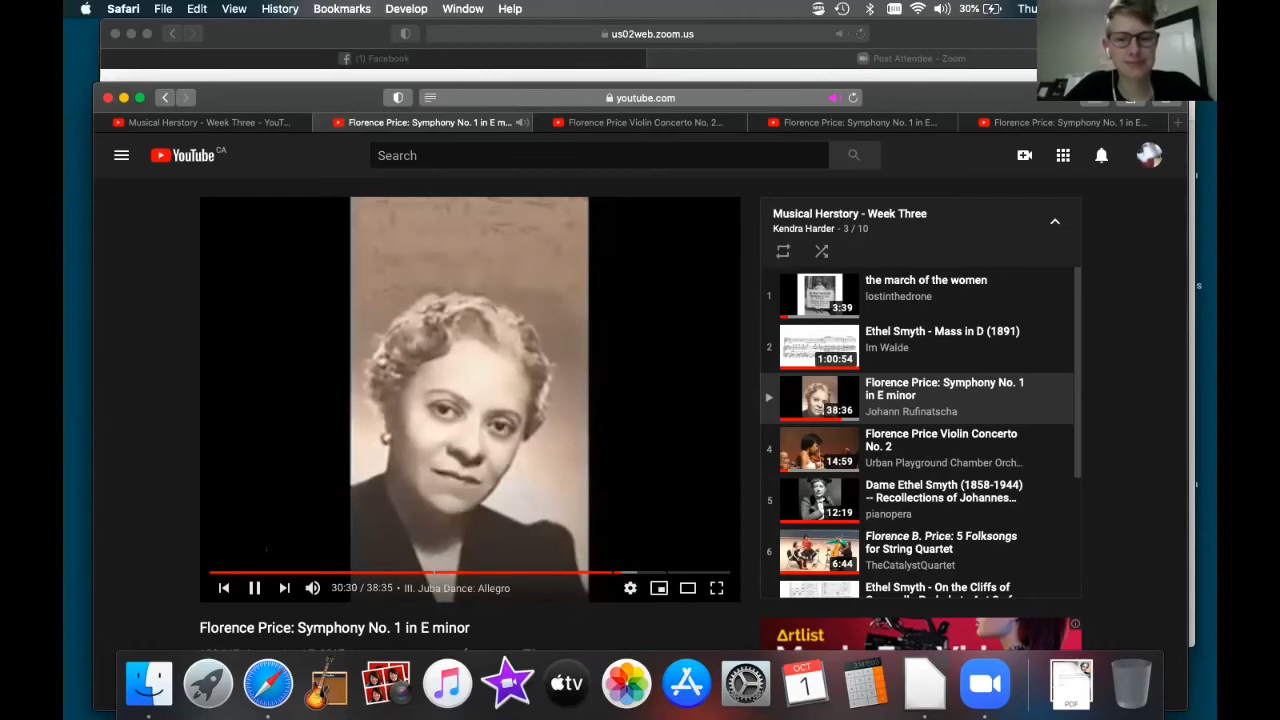 Safari File Edit View History Bookmarks Develop Window Help 30% Thu
us02web.zoom.us
(1) Facebook
Post Attendee - Zoom
youtube.com
Musical Herstory - Week Three - YouT...
Florence Price: Symphony No. 1 in E m...
Florence Price Violin Concerto No. 2...
Florence Price: Symphony No. 1 in E...
Florence Price: Symphony No. 1 in E...
YouTube CA
Search
Musical Herstory - Week Three
Kendra Harder - 3 / 10
1
the march of the women
lostinthedrone
3:39
2
Ethel Smyth - Mass in D (1891)
Im Walde
1:00:54
Florence Price: Symphony No. 1
in E minor
Johann Rufinatscha
38:36
4
Florence Price Violin Concerto
No. 2
Urban Playground Chamber Orch...
14:59
5
Dame Ethel Smyth (1858-1944)
-- Recollections of Johannes...
pianopera
12:19
6
Florence B. Price: 5 Folksongs
for String Quartet
TheCatalystQuartet
6:44
Ethel Smyth - On the Cliffs of
30:30 / 38:35 • III. Juba Dance: Allegro
Florence Price: Symphony No. 1 in E minor
Artlist
tv
OCT
1
PDF